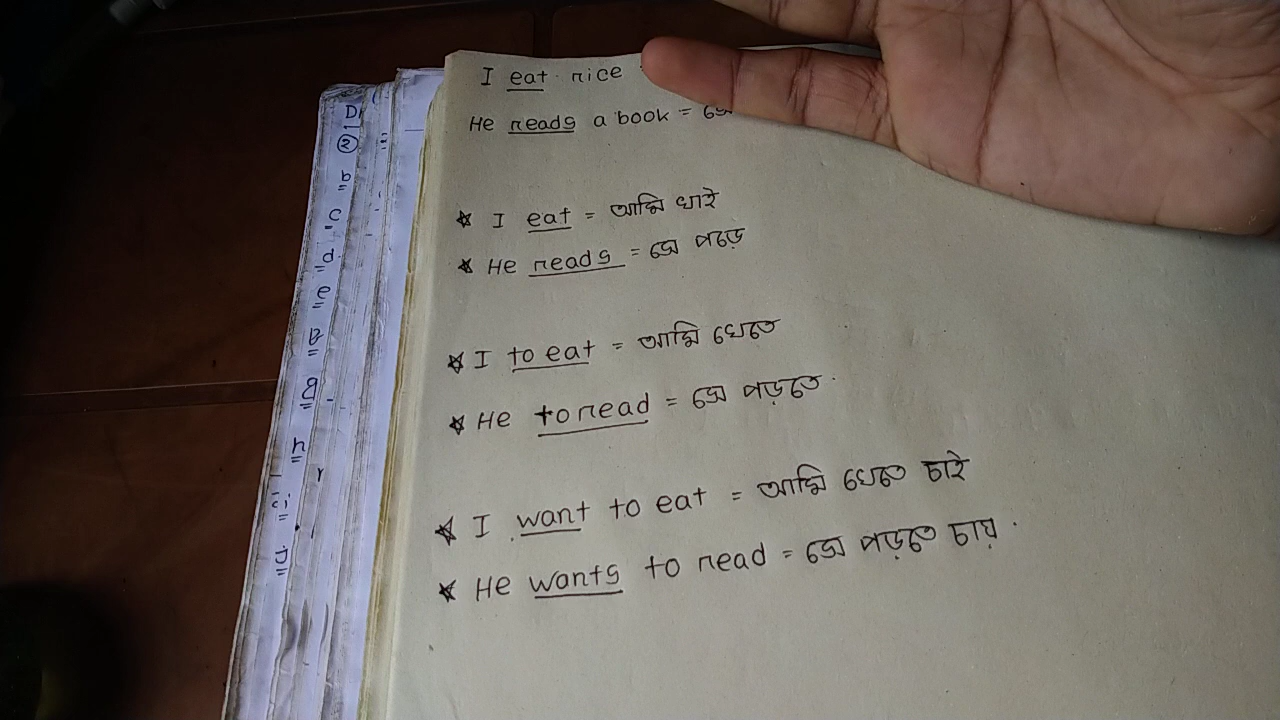 I eat rice
He reads a book = সে
* I eat = আমি খাই
* He reads = সে পড়ে
* I to eat = আমি খেতে
* He to read = সে পড়তে
* I want to eat = আমি খেতে চাই
* He wants to read = সে পড়তে চায়
D
②
b
c
d
e
g
h
i